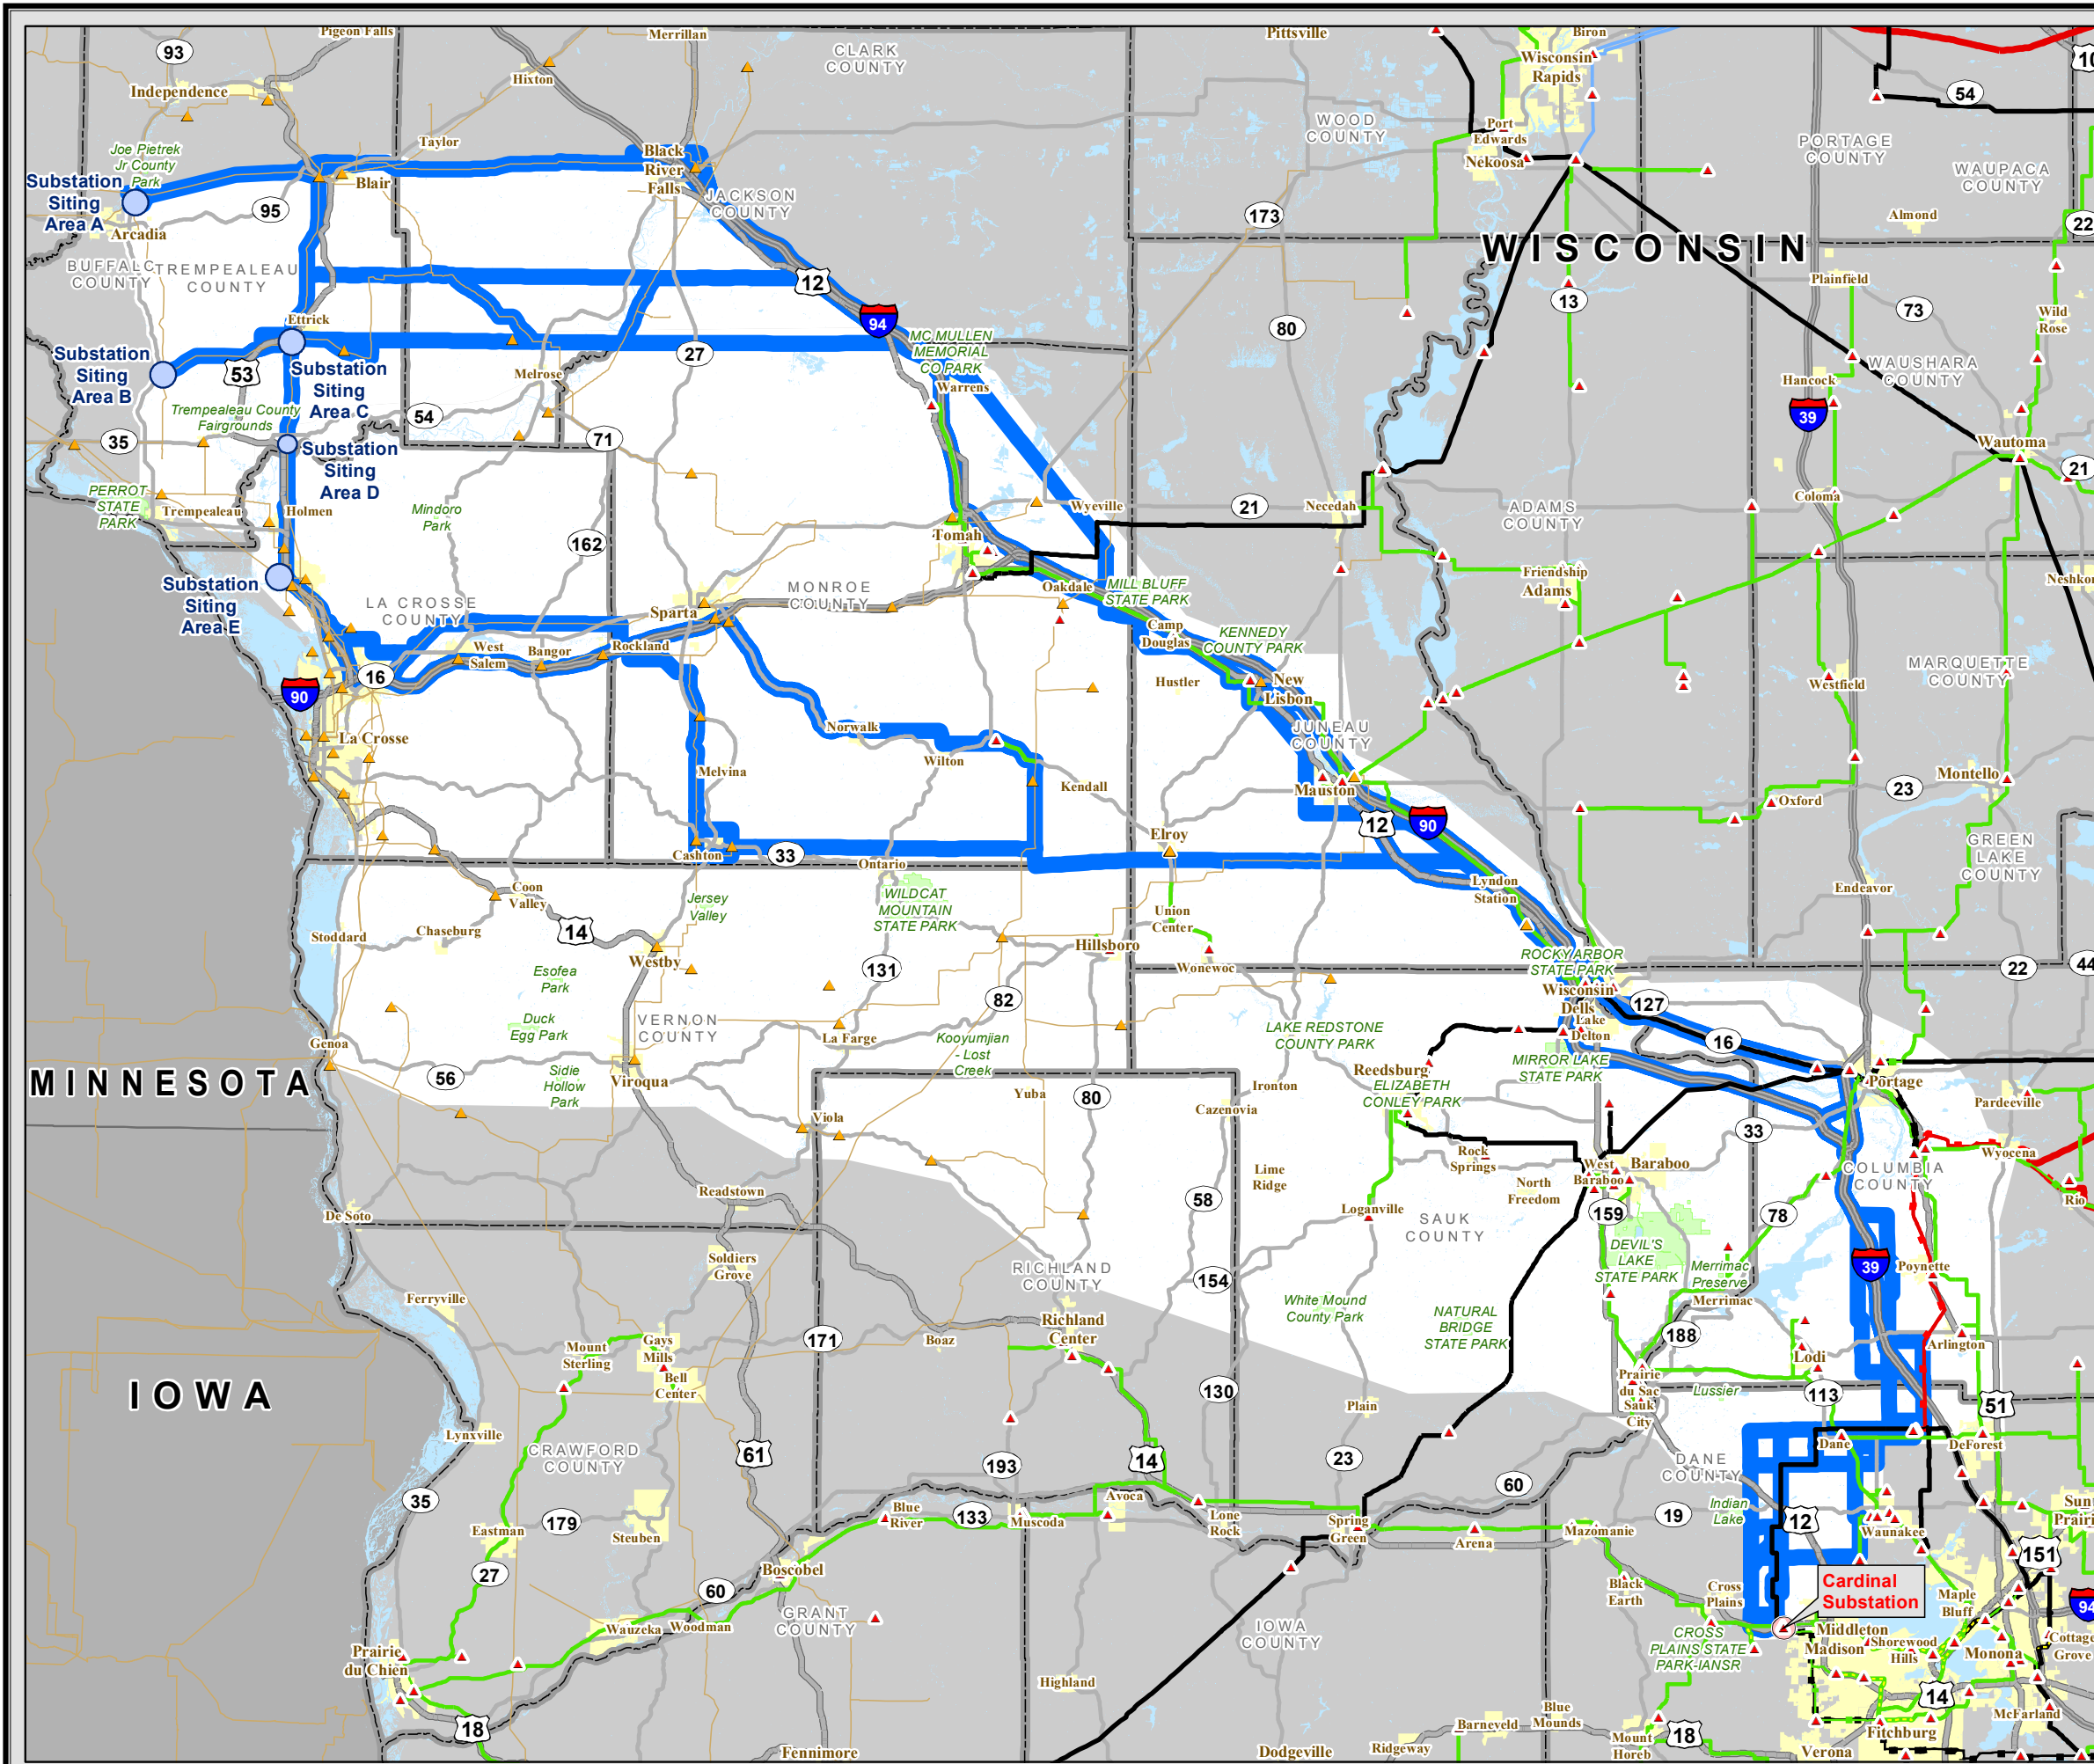 Pigeon Falls
Merrillan
Pittsville
Biron
93
CLARK
COUNTY
Wisconsin
Rapids
10
Hixton
Independence
54
Port
Edwards
WOOD
COUNTY
PORTAGE
COUNTY
Joe Pietrek
Jr County
Park
Taylor
Black
River
Falls
Nekoosa
WAUPACA
COUNTY
Substation
Siting
Area A
Blair
95
JACKSON
COUNTY
173
Almond
22
Arcadia
WISCONSIN
BUFFALO
COUNTY
TREMPEALEAU
COUNTY
12
Plainfield
13
94
80
73
Wild
Rose
Ettrick
MC MULLEN
MEMORIAL
CO PARK
Substation
Siting
Area B
53
Substation
Siting
Area C
27
Melrose
Warrens
WAUSHARA
COUNTY
Hancock
39
Trempealeau County
Fairgrounds
54
35
71
Wautoma
Substation
Siting
Area D
21
PERROT
STATE
PARK
Trempealeau
Holmen
Mindoro
Park
Wyeville
21
Necedah
ADAMS
COUNTY
Coloma
162
Tomah
Substation
Siting
Area E
MONROE
COUNTY
Oakdale
MILL BLUFF
STATE PARK
Friendship
Adams
LA CROSSE
COUNTY
Sparta
Camp
Douglas
KENNEDY
COUNTY PARK
West
Salem
Bangor
Rockland
16
90
Hustler
New
Lisbon
MARQUETTE
COUNTY
Westfield
La Crosse
Norwalk
JUNEAU
COUNTY
Wilton
Melvina
Kendall
Mauston
Montello
23
Oxford
Elroy
12
90
Cashton
33
Ontario
GREEN
LAKE
COUNTY
Lyndon
Station
Endeavor
Coon
Valley
Jersey
Valley
WILDCAT
MOUNTAIN
STATE PARK
Union
Center
Stoddard
Chaseburg
14
Hillsboro
Westby
ROCKY ARBOR
STATE PARK
Wonewoc
22
44
Esofea
Park
131
82
Wisconsin
Dells
127
Duck
Egg Park
VERNON
COUNTY
La Farge
LAKE REDSTONE
COUNTY PARK
Lake
Delton
16
Genoa
Kooyumjian
- Lost
Creek
MIRROR LAKE
STATE PARK
MINNESOTA
56
Sidie
Hollow
Park
Viroqua
Reedsburg
ELIZABETH
CONLEY PARK
Portage
Yuba
80
Ironton
Cazenovia
Pardeeville
Viola
33
Rock
Springs
West
Baraboo
Baraboo
Wyocena
Lime
Ridge
North
Freedom
COLUMBIA
COUNTY
Readstown
58
Loganville
Rio
De Soto
SAUK
COUNTY
159
78
Soldiers
Grove
DEVIL'S
LAKE
STATE PARK
Merrimac
Preserve
39
Poynette
RICHLAND
COUNTY
154
Ferryville
White Mound
County Park
NATURAL
BRIDGE
STATE PARK
Merrimac
Mount
Sterling
Gays
Mills
171
Boaz
Richland
Center
188
Arlington
Lodi
Bell
Center
IOWA
130
Prairie
du Sac
Sauk
City
Lussier
113
51
Plain
Lynxville
CRAWFORD
COUNTY
61
193
14
23
DANE
COUNTY
Dane
DeForest
35
60
Avoca
Indian
Lake
Eastman
179
Steuben
Blue
River
133
Muscoda
Lone
Rock
Spring
Green
Arena
Mazomanie
19
12
Waunakee
27
Boscobel
151
60
Cardinal
Substation
Black
Earth
Cross
Plains
Maple
Bluff
94
Wauzeka
Woodman
GRANT
COUNTY
IOWA
COUNTY
CROSS
PLAINS STATE
PARK-IANSR
Middleton
Madison
Shorewood
Hills
Monona
Cottage
Grove
Prairie
du Chien
Highland
14
18
Barneveld
Blue
Mounds
Mount
Horeb
18
Fitchburg
McFarland
Fennimore
Dodgeville
Ridgeway
Verona